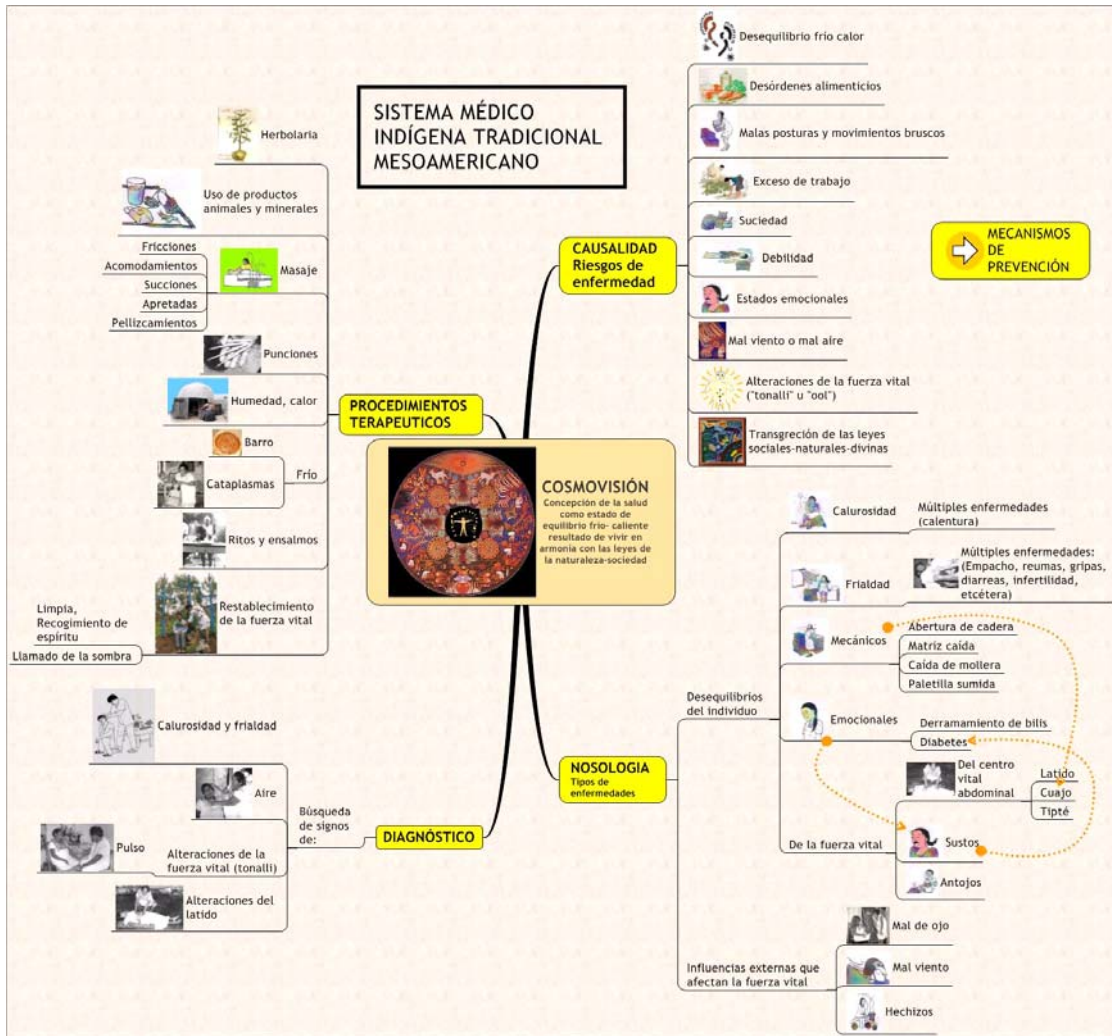 SISTEMA MÉDICO
INDÍGENA TRADICIONAL
MESOAMERICANO
Herbolaria
Uso de productos
animales y minerales
Fricciones
Acomodamientos
Succiones
Apretadas
Pellizcamientos
Masaje
Punciones
Humedad, calor
Barro
Cataplasmas
Frío
Ritos y ensalmos
Limpia,
Recogimiento de
espíritu
Llamado de la sombra
Restablecimiento
de la fuerza vital
PROCEDIMIENTOS
TERAPEUTICOS
CAUSALIDAD
Riesgos de
enfermedad
Desequilibrio frío calor
Desórdenes alimenticios
Malas posturas y movimientos bruscos
Exceso de trabajo
Suciedad
Debilidad
Estados emocionales
Mal viento o mal aire
Alteraciones de la fuerza vital
("tonalli" u "ool")
Transgreción de las leyes
sociales-naturales-divinas
MECANISMOS
DE
PREVENCIÓN
COSMOVISIÓN
Concepción de la salud
como estado de
equilibrio frío- caliente
resultado de vivir en
armonía con las leyes de
la naturaleza-sociedad
Calurosidad y frialdad
Aire
Pulso
Alteraciones de la
fuerza vital (tonalli)
Alteraciones del
latido
Búsqueda
de signos
de:
DIAGNÓSTICO
NOSOLOGIA
Tipos de
enfermedades
Desequilibrios
del individuo
Calurosidad
Múltiples enfermedades
(calentura)
Frialdad
Múltiples enfermedades:
(Empacho, reumas, gripas,
diarreas, infertilidad,
etcétera)
Mecánicos
Abertura de cadera
Matriz caída
Caída de mollera
Paletilla sumida
Emocionales
Derramamiento de bilis
Diabetes
De la fuerza vital
Del centro
vital
abdominal
Latido
Cuajo
Tipté
Sustos
Antojos
Influencias externas que
afectan la fuerza vital
Mal de ojo
Mal viento
Hechizos